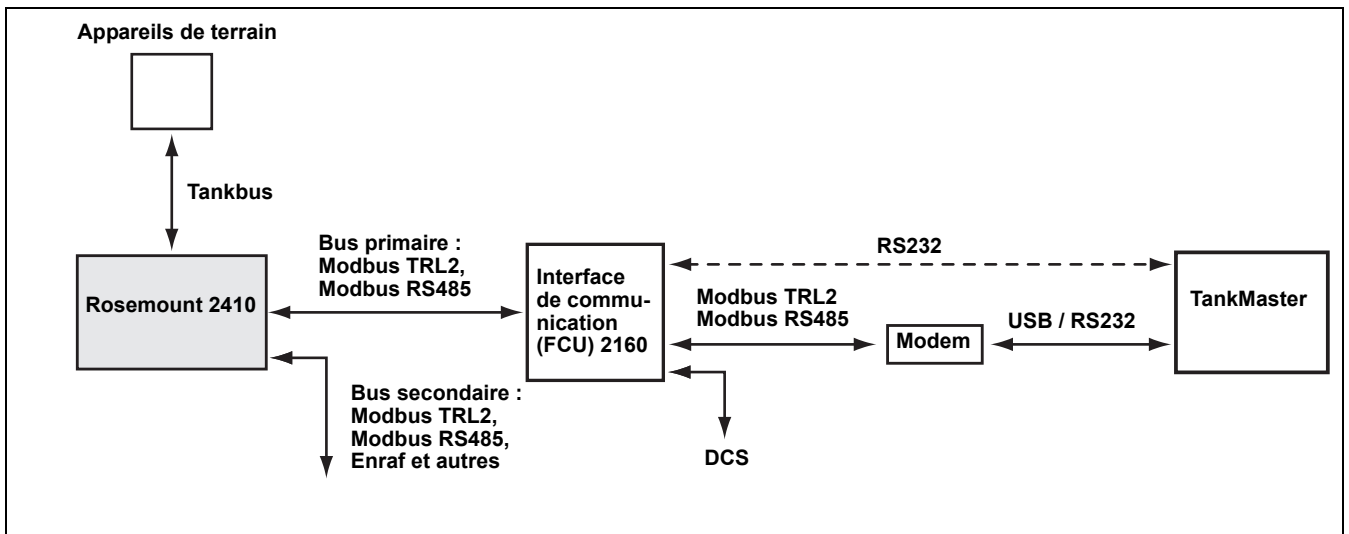 Appareils de terrain
Tankbus
Rosemount 2410
Bus primaire :
Modbus TRL2,
Modbus RS485
Bus secondaire :
Modbus TRL2,
Modbus RS485,
Enraf et autres
Interface
de commu-
nication
(FCU) 2160
RS232
Modbus TRL2
Modbus RS485
Modem
USB / RS232
TankMaster
DCS